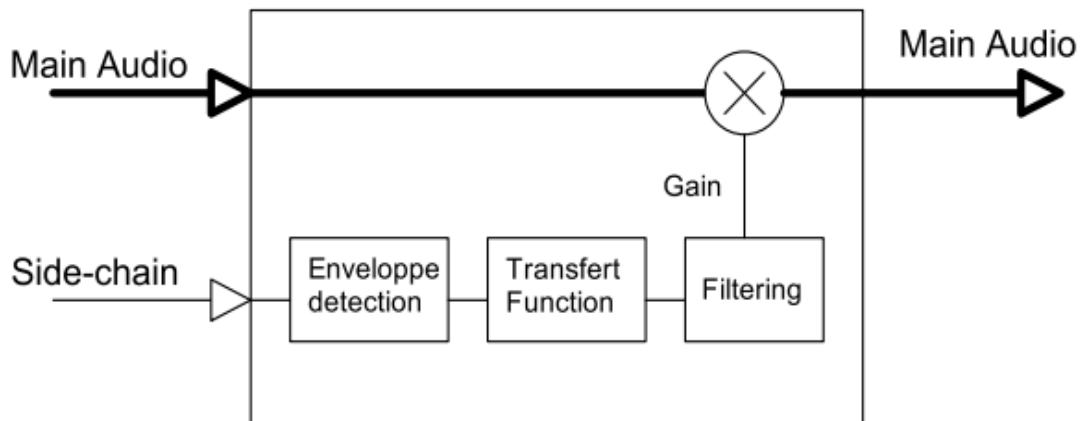 Main Audio
Main Audio
Gain
Side-chain
Enveloppe
detection
Transfert
Function
Filtering